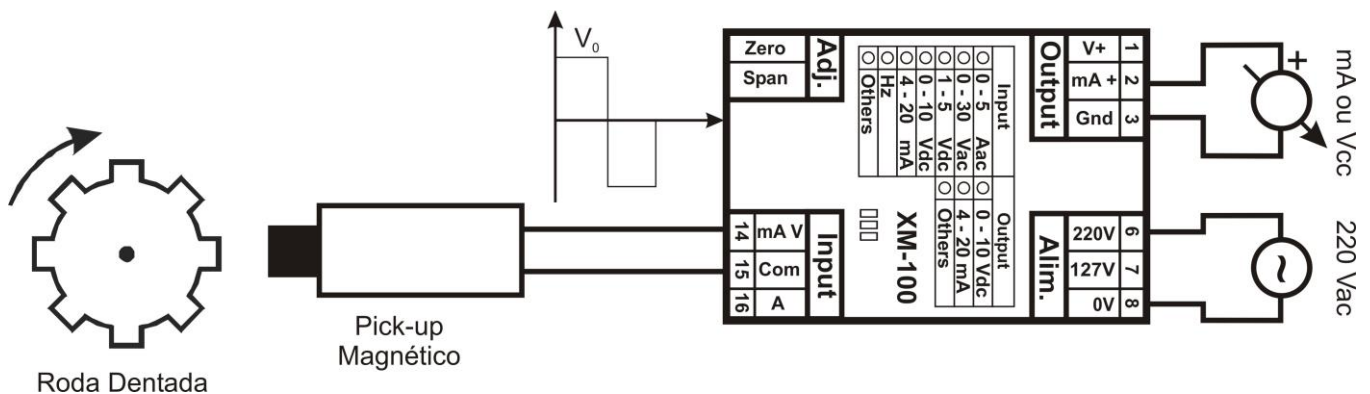 V₀
Zero
Span
Adj.
Input
0 - 5 Aac
0 - 30 Vac
1 - 5 Vdc
0 - 10 Vdc
4 - 20 mA
Hz
Others
Output
0 - 10 Vdc
4 - 20 mA
Others
XM-100
Output
V+ 1
mA + 2
Gnd 3
mA ou Vcc
14 mA V
15 Com
16 A
Input
Alim.
220V 6
127V 7
0V 8
~
220 Vac
+
Pick-up
Magnético
Roda Dentada